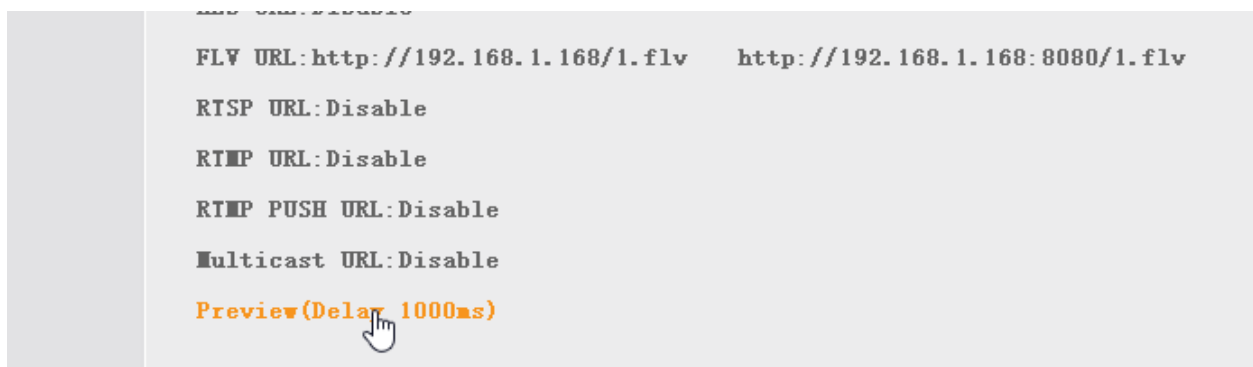 FLV URL:http://192.168.1.168/1.flv http://192.168.1.168:8080/1.flv
RTSP URL:Disable
RTMP URL:Disable
RTMP PUSH URL:Disable
Multicast URL:Disable
Preview(Delay 1000ms)